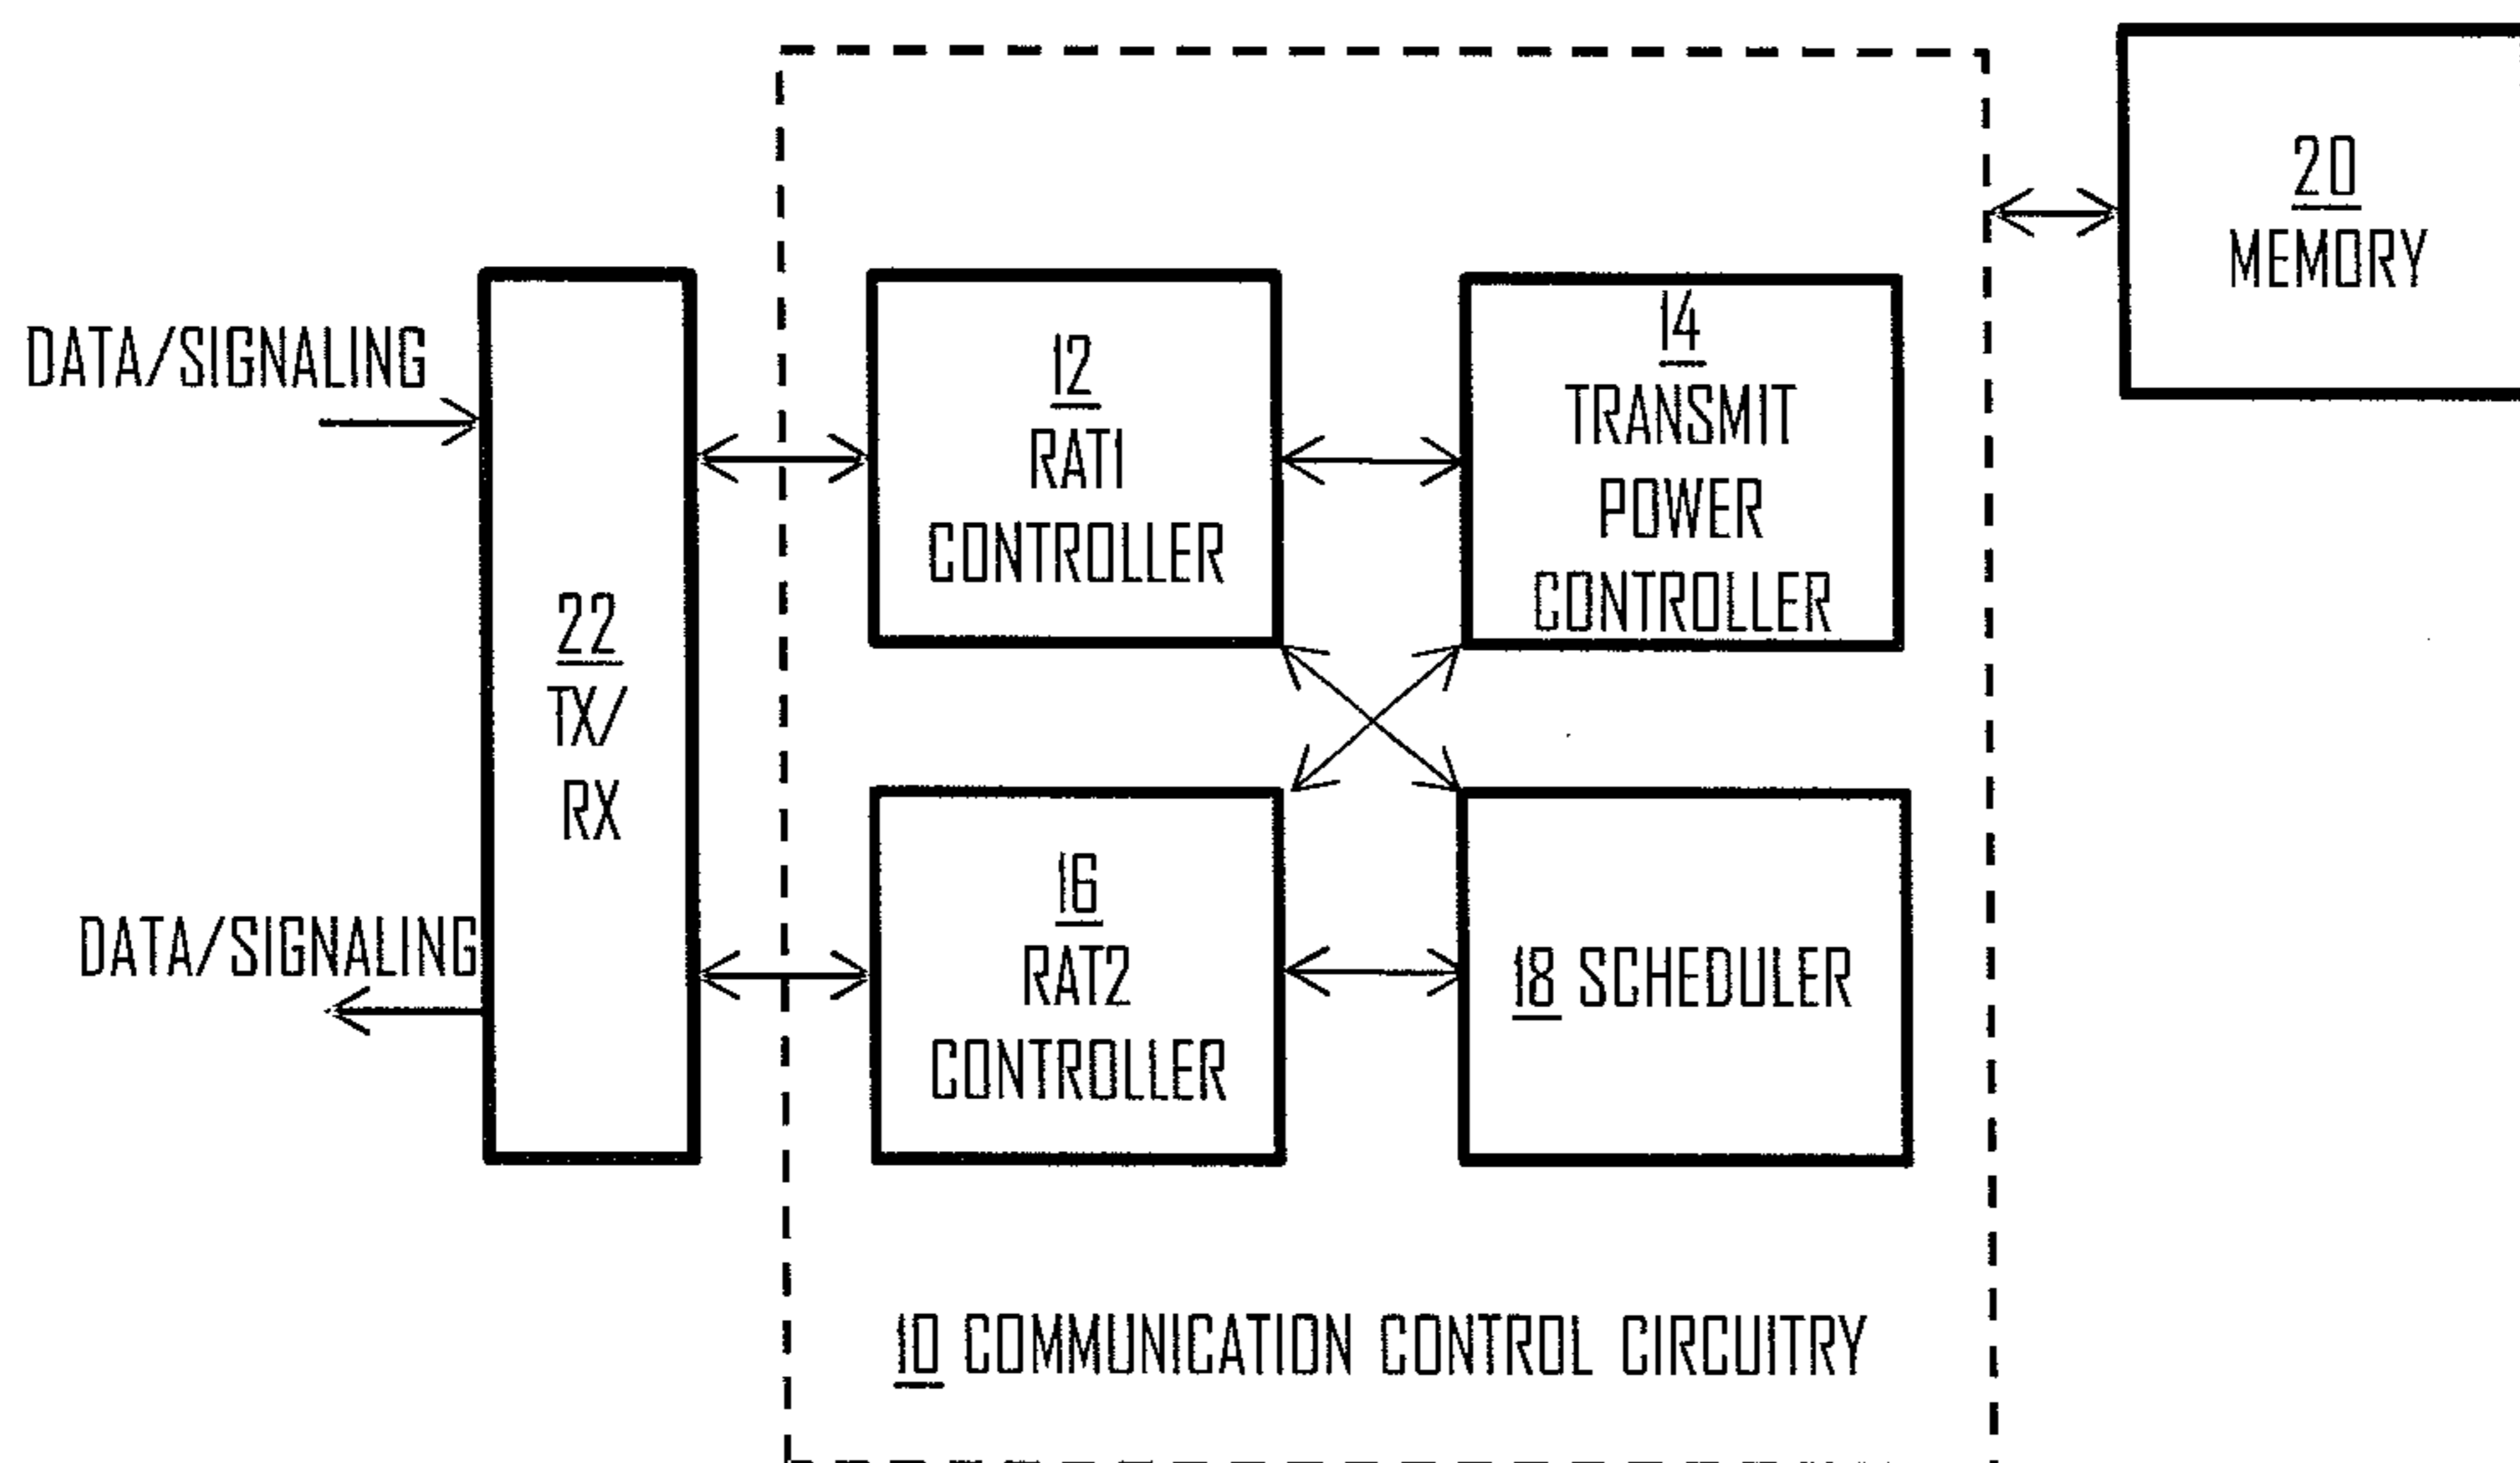 20
MEMORY
DATA/SIGNALING
12
RAT1
CONTROLLER
14
TRANSMIT
POWER
CONTROLLER
22
TX/
RX
DATA/SIGNALING
16
RAT2
CONTROLLER
18 SCHEDULER
10 COMMUNICATION CONTROL CIRCUITRY